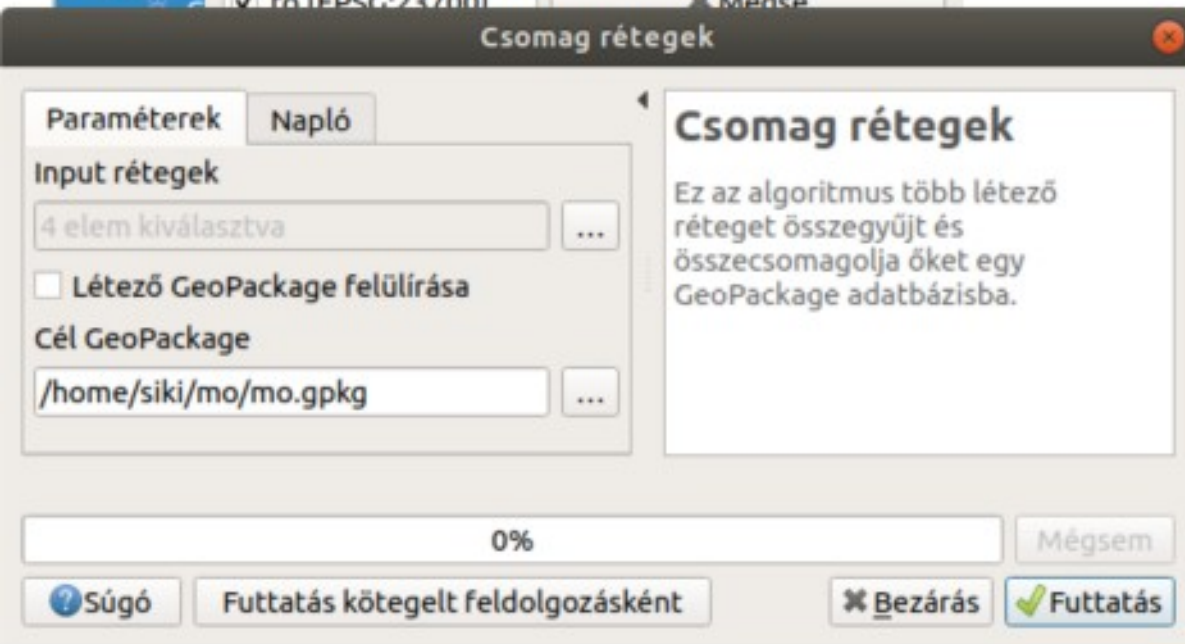 Csomag rétegek
Paraméterek Napló
Input rétegek
4 elem kiválasztva ...
Létező GeoPackage felülírása
Cél GeoPackage
/home/siki/mo/mo.gpkg ...
Csomag rétegek
Ez az algoritmus több létező
réteget összegyűjt és
összecsomagolja őket egy
GeoPackage adatbázisba.
0% Mégsem
Súgó Futtatás kötegelt feldolgozásként Bezárás Futtatás